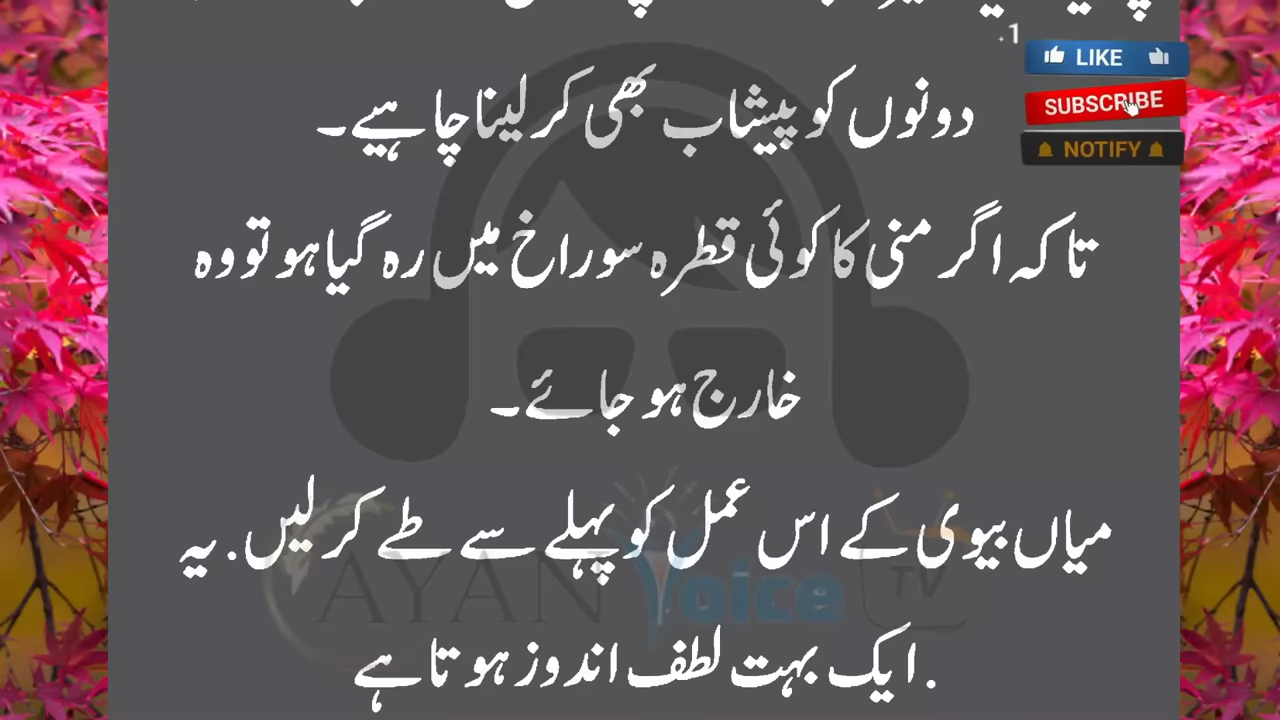 .1
LIKE
SUBSCRIBE
NOTIFY
دونوں کو پیشاب بھی کر لینا چاہیے۔
تاکہ اگر منی کا کوئی قطرہ سوراخ میں رہ گیا ہو تو وہ
خارج ہو جائے۔
میاں بیوی کے اس عمل کو پہلے سے طے کر لیں. یہ
.ایک بہت لطف اندوز ہوتا ہے
AYAN Voice TV